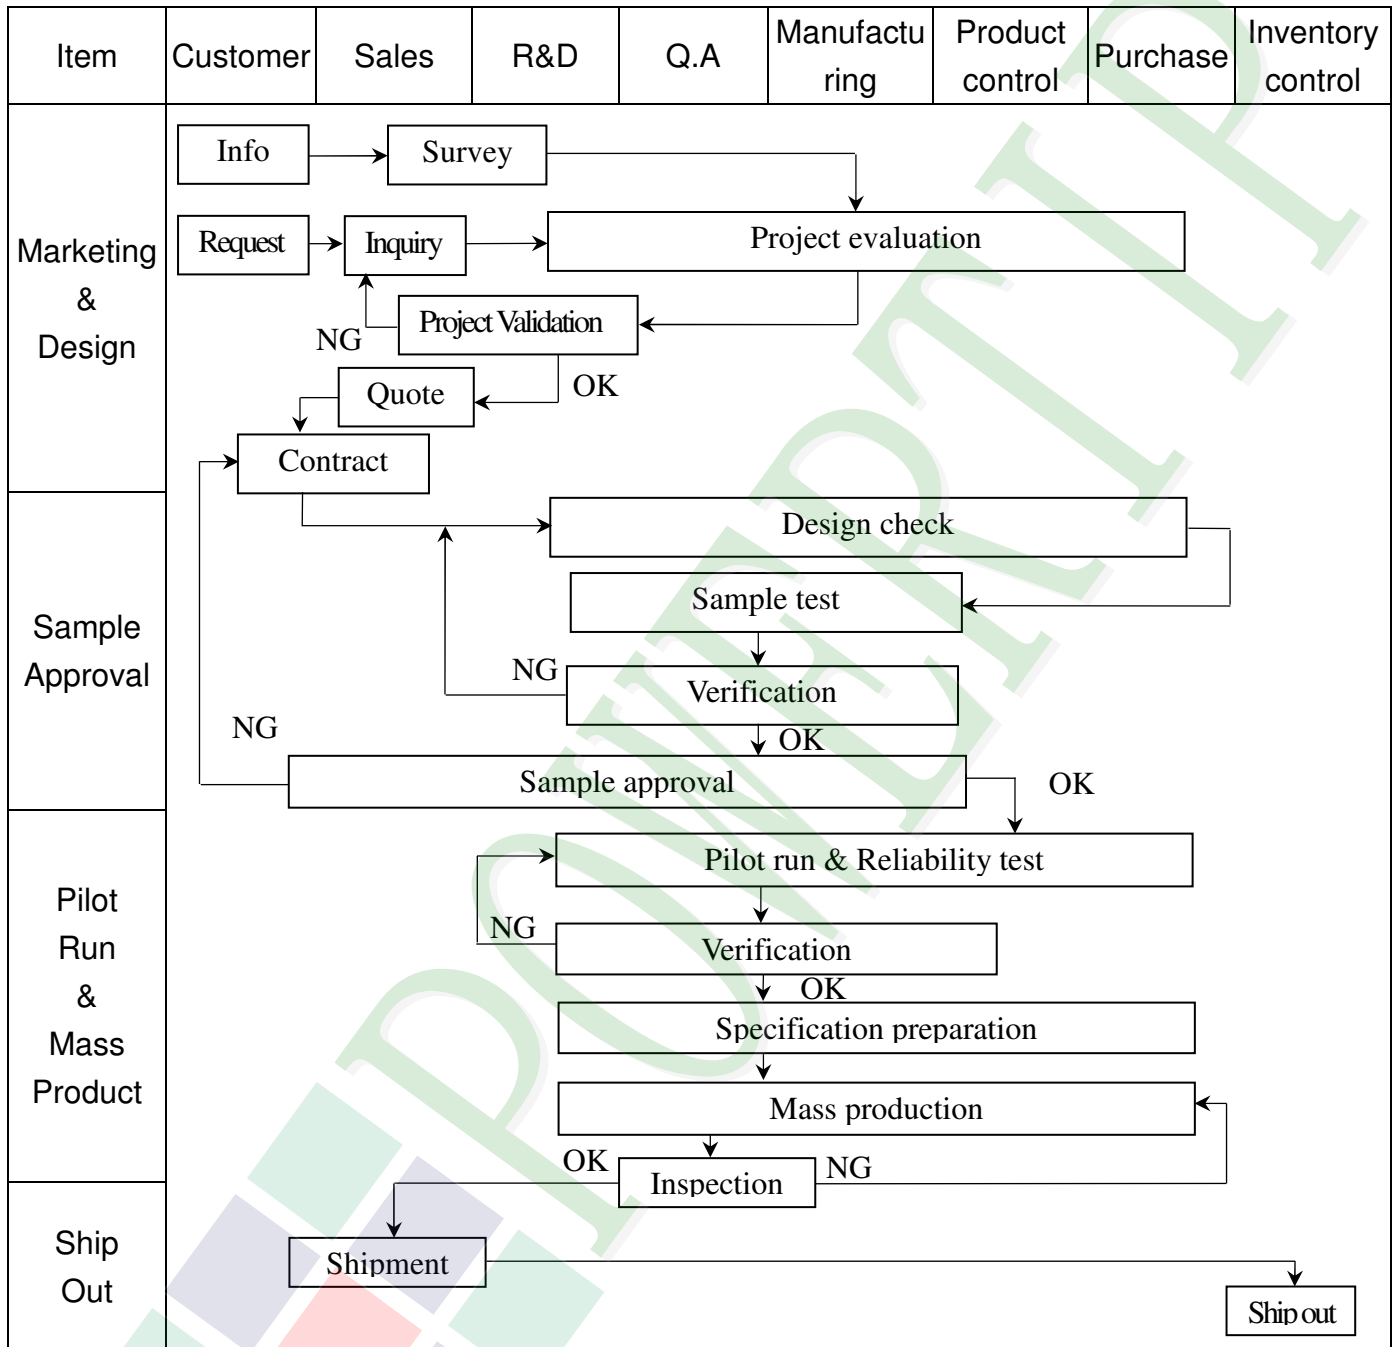 Item
Customer
Sales
R&D
Q.A
Manufactu
ring
Product
control
Purchase
Inventory
control
Marketing
&
Design
Info
Survey
Request
Inquiry
Project evaluation
Project Validation
NG
OK
Quote
Contract
Sample
Approval
Design check
Sample test
NG
Verification
NG
OK
Sample approval
OK
Pilot
Run
&
Mass
Product
Pilot run & Reliability test
NG
Verification
OK
Specification preparation
Mass production
OK
Inspection
NG
Ship
Out
Shipment
Ship out
POWERTIP